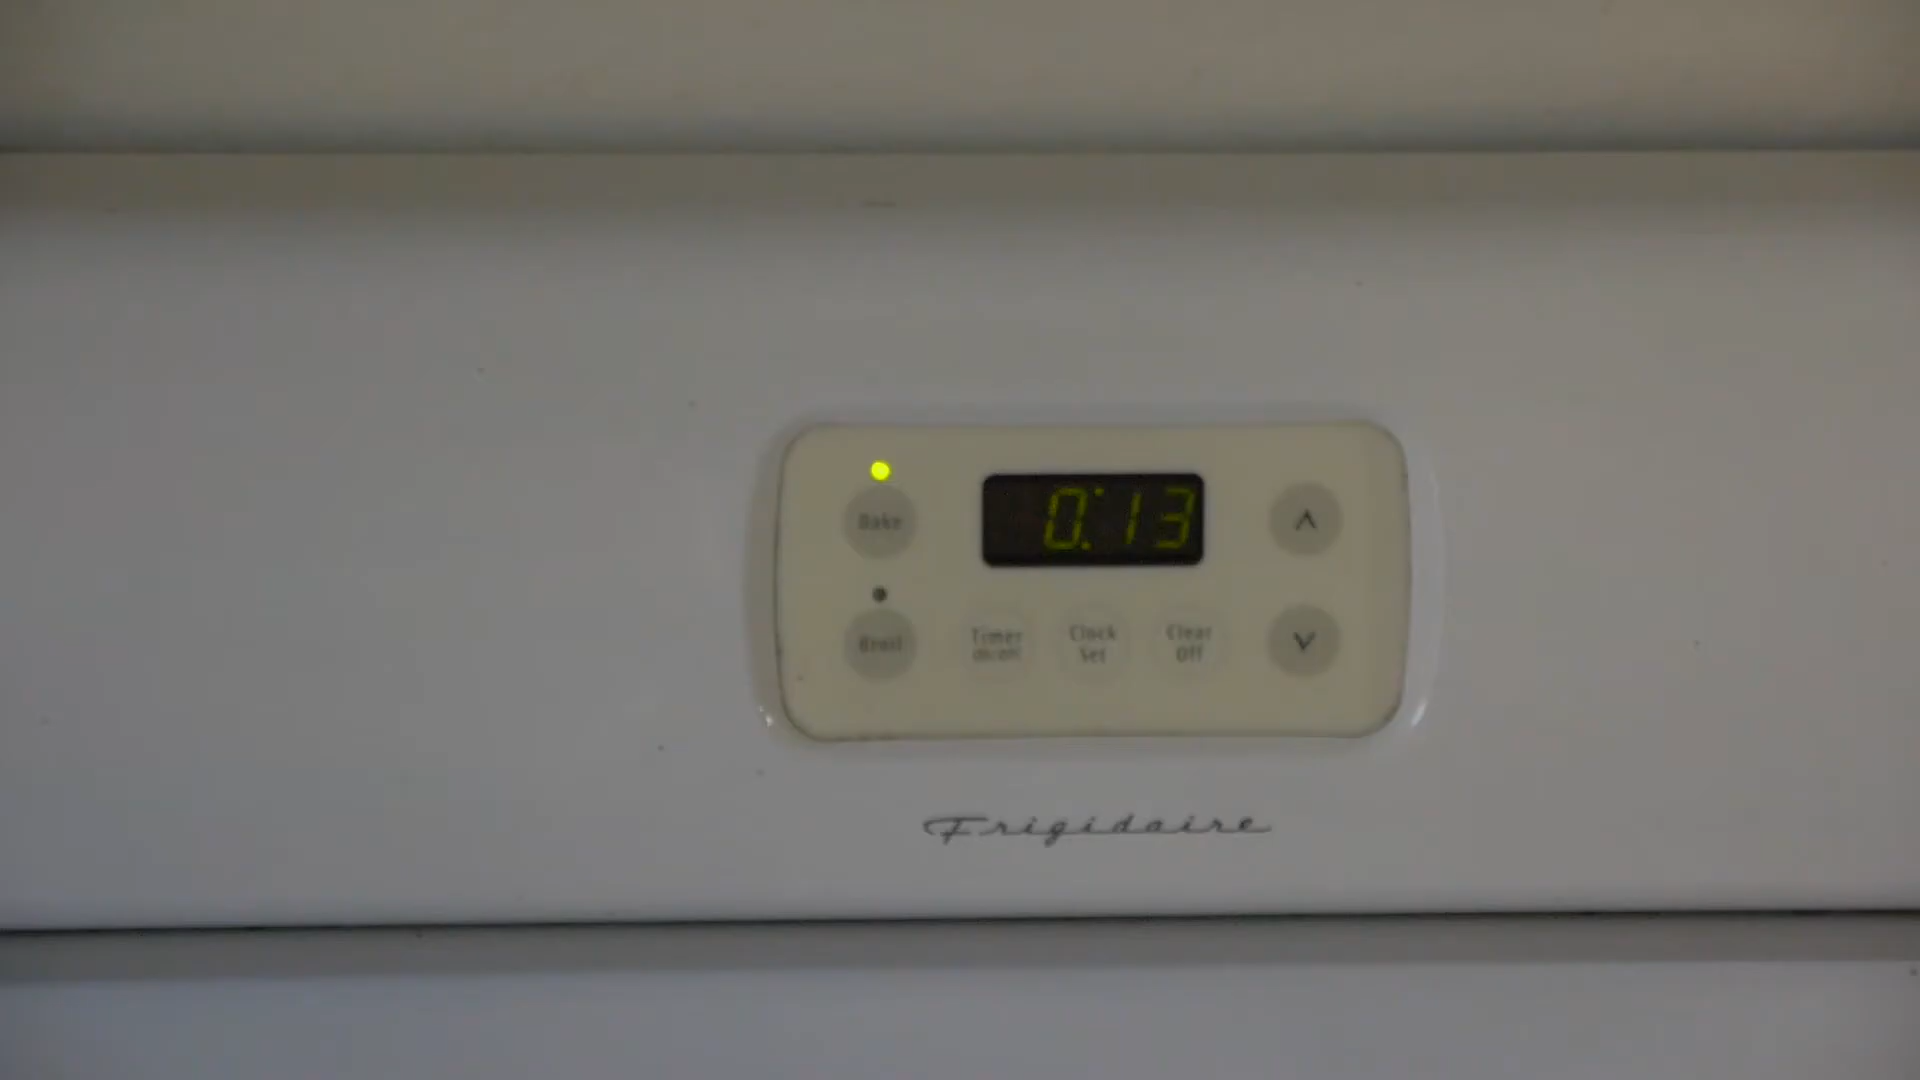 0:13
Bake
Broil
Timer
on/off
Clock
Set
Clear
Off
Frigidaire